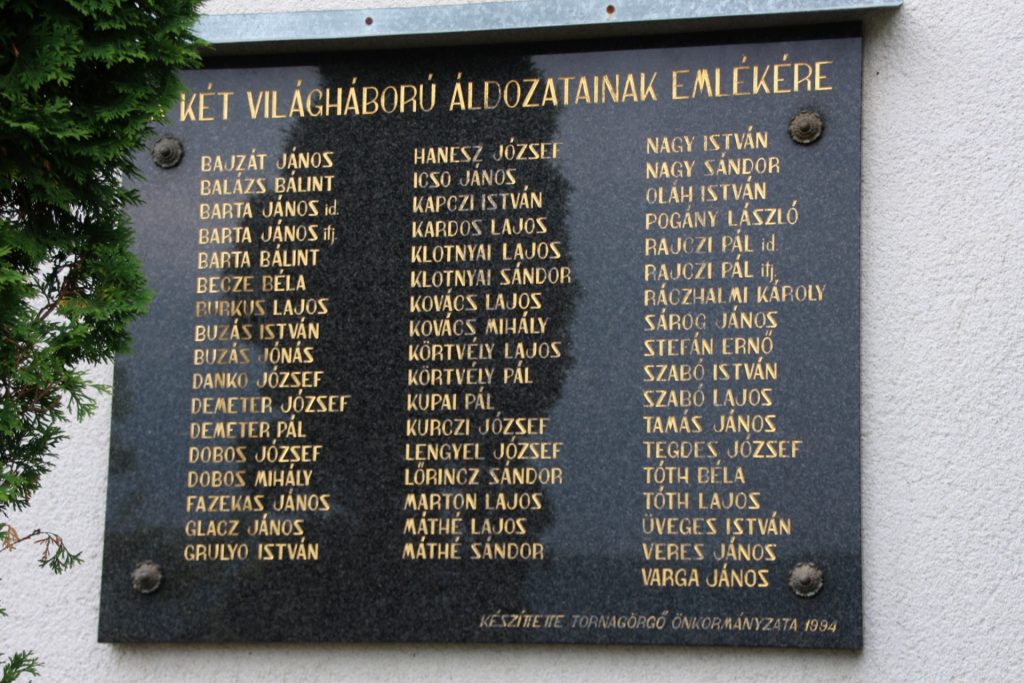 KÉT VILÁGHÁBORÚ ÁLDOZATAINAK EMLÉKÉRE
BAJZÁT JÁNOS
BALÁZS BÁLINT
BARTA JÁNOS id.
BARTA JÁNOS ifj.
BARTA BÁLINT
BECZE BÉLA
BURKUS LAJOS
BUZÁS ISTVÁN
BUZÁS JÓNÁS
DANKO JÓZSEF
DEMETER JÓZSEF
DEMETER PÁL
DOBOS JÓZSEF
DOBOS MIHÁLY
FAZEKAS JÁNOS
GLACZ JÁNOS
GRULYO ISTVÁN
HANESZ JÓZSEF
ICSO JÁNOS
KAPCZI ISTVÁN
KARDOS LAJOS
KLOTNYAI LAJOS
KLOTNYAI SÁNDOR
KOVÁCS LAJOS
KOVÁCS MIHÁLY
KÖRTVÉLY LAJOS
KÖRTVÉLY PÁL
KUPAI PÁL
KURCZI JÓZSEF
LENGYEL JÓZSEF
LŐRINCZ SÁNDOR
MARTON LAJOS
MÁTHÉ LAJOS
MÁTHÉ SÁNDOR
NAGY ISTVÁN
NAGY SÁNDOR
OLÁH ISTVÁN
POGÁNY LÁSZLÓ
RAJCZI PÁL id.
RAJCZI PÁL ifj.
RÁCZHALMI KÁROLY
SÁROG JÁNOS
STEFÁN ERNŐ
SZABÓ ISTVÁN
SZABÓ LAJOS
TAMÁS JÁNOS
TEGDES JÓZSEF
TÓTH BÉLA
TÓTH LAJOS
ÜVEGES ISTVÁN
VERES JÁNOS
VARGA JÁNOS
KÉSZÍTETTE TORNAGÖRGŐ ÖNKORMÁNYZATA 1994